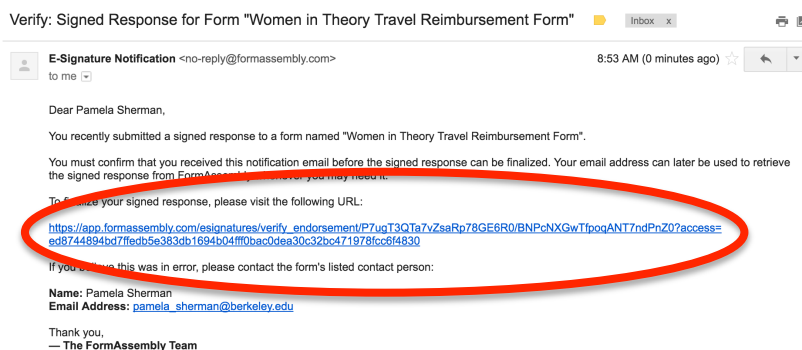 Verify: Signed Response for Form "Women in Theory Travel Reimbursement Form"
Inbox x
E-Signature Notification <no-reply@formassembly.com>
8:53 AM (0 minutes ago)
to me
Dear Pamela Sherman,
You recently submitted a signed response to a form named "Women in Theory Travel Reimbursement Form".
You must confirm that you received this notification email before the signed response can be finalized. Your email address can later be used to retrieve
the signed response from FormAssembly whenever you may need it.
To finalize your signed response, please visit the following URL:
https://app.formassembly.com/esignatures/verify_endorsement/P7ugT3QTa7vZsaRp78GE6R0/BNPcNXGwTfpoqANT7ndPnZ0?access=
ed8744894bd7ffedb5e383db1694b04fff0bac0dea30c32bc471978fcc6f4830
If you believe this was in error, please contact the form's listed contact person:
Name: Pamela Sherman
Email Address: pamela_sherman@berkeley.edu
Thank you,
— The FormAssembly Team